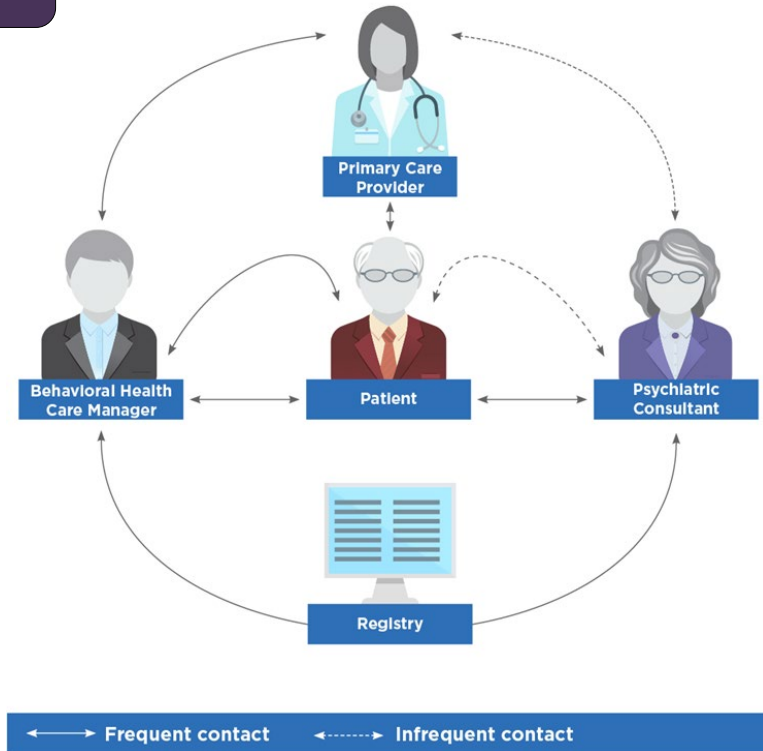 Primary Care
Provider
Behavioral Health
Care Manager
Patient
Psychiatric
Consultant
Registry
Frequent contact
Infrequent contact